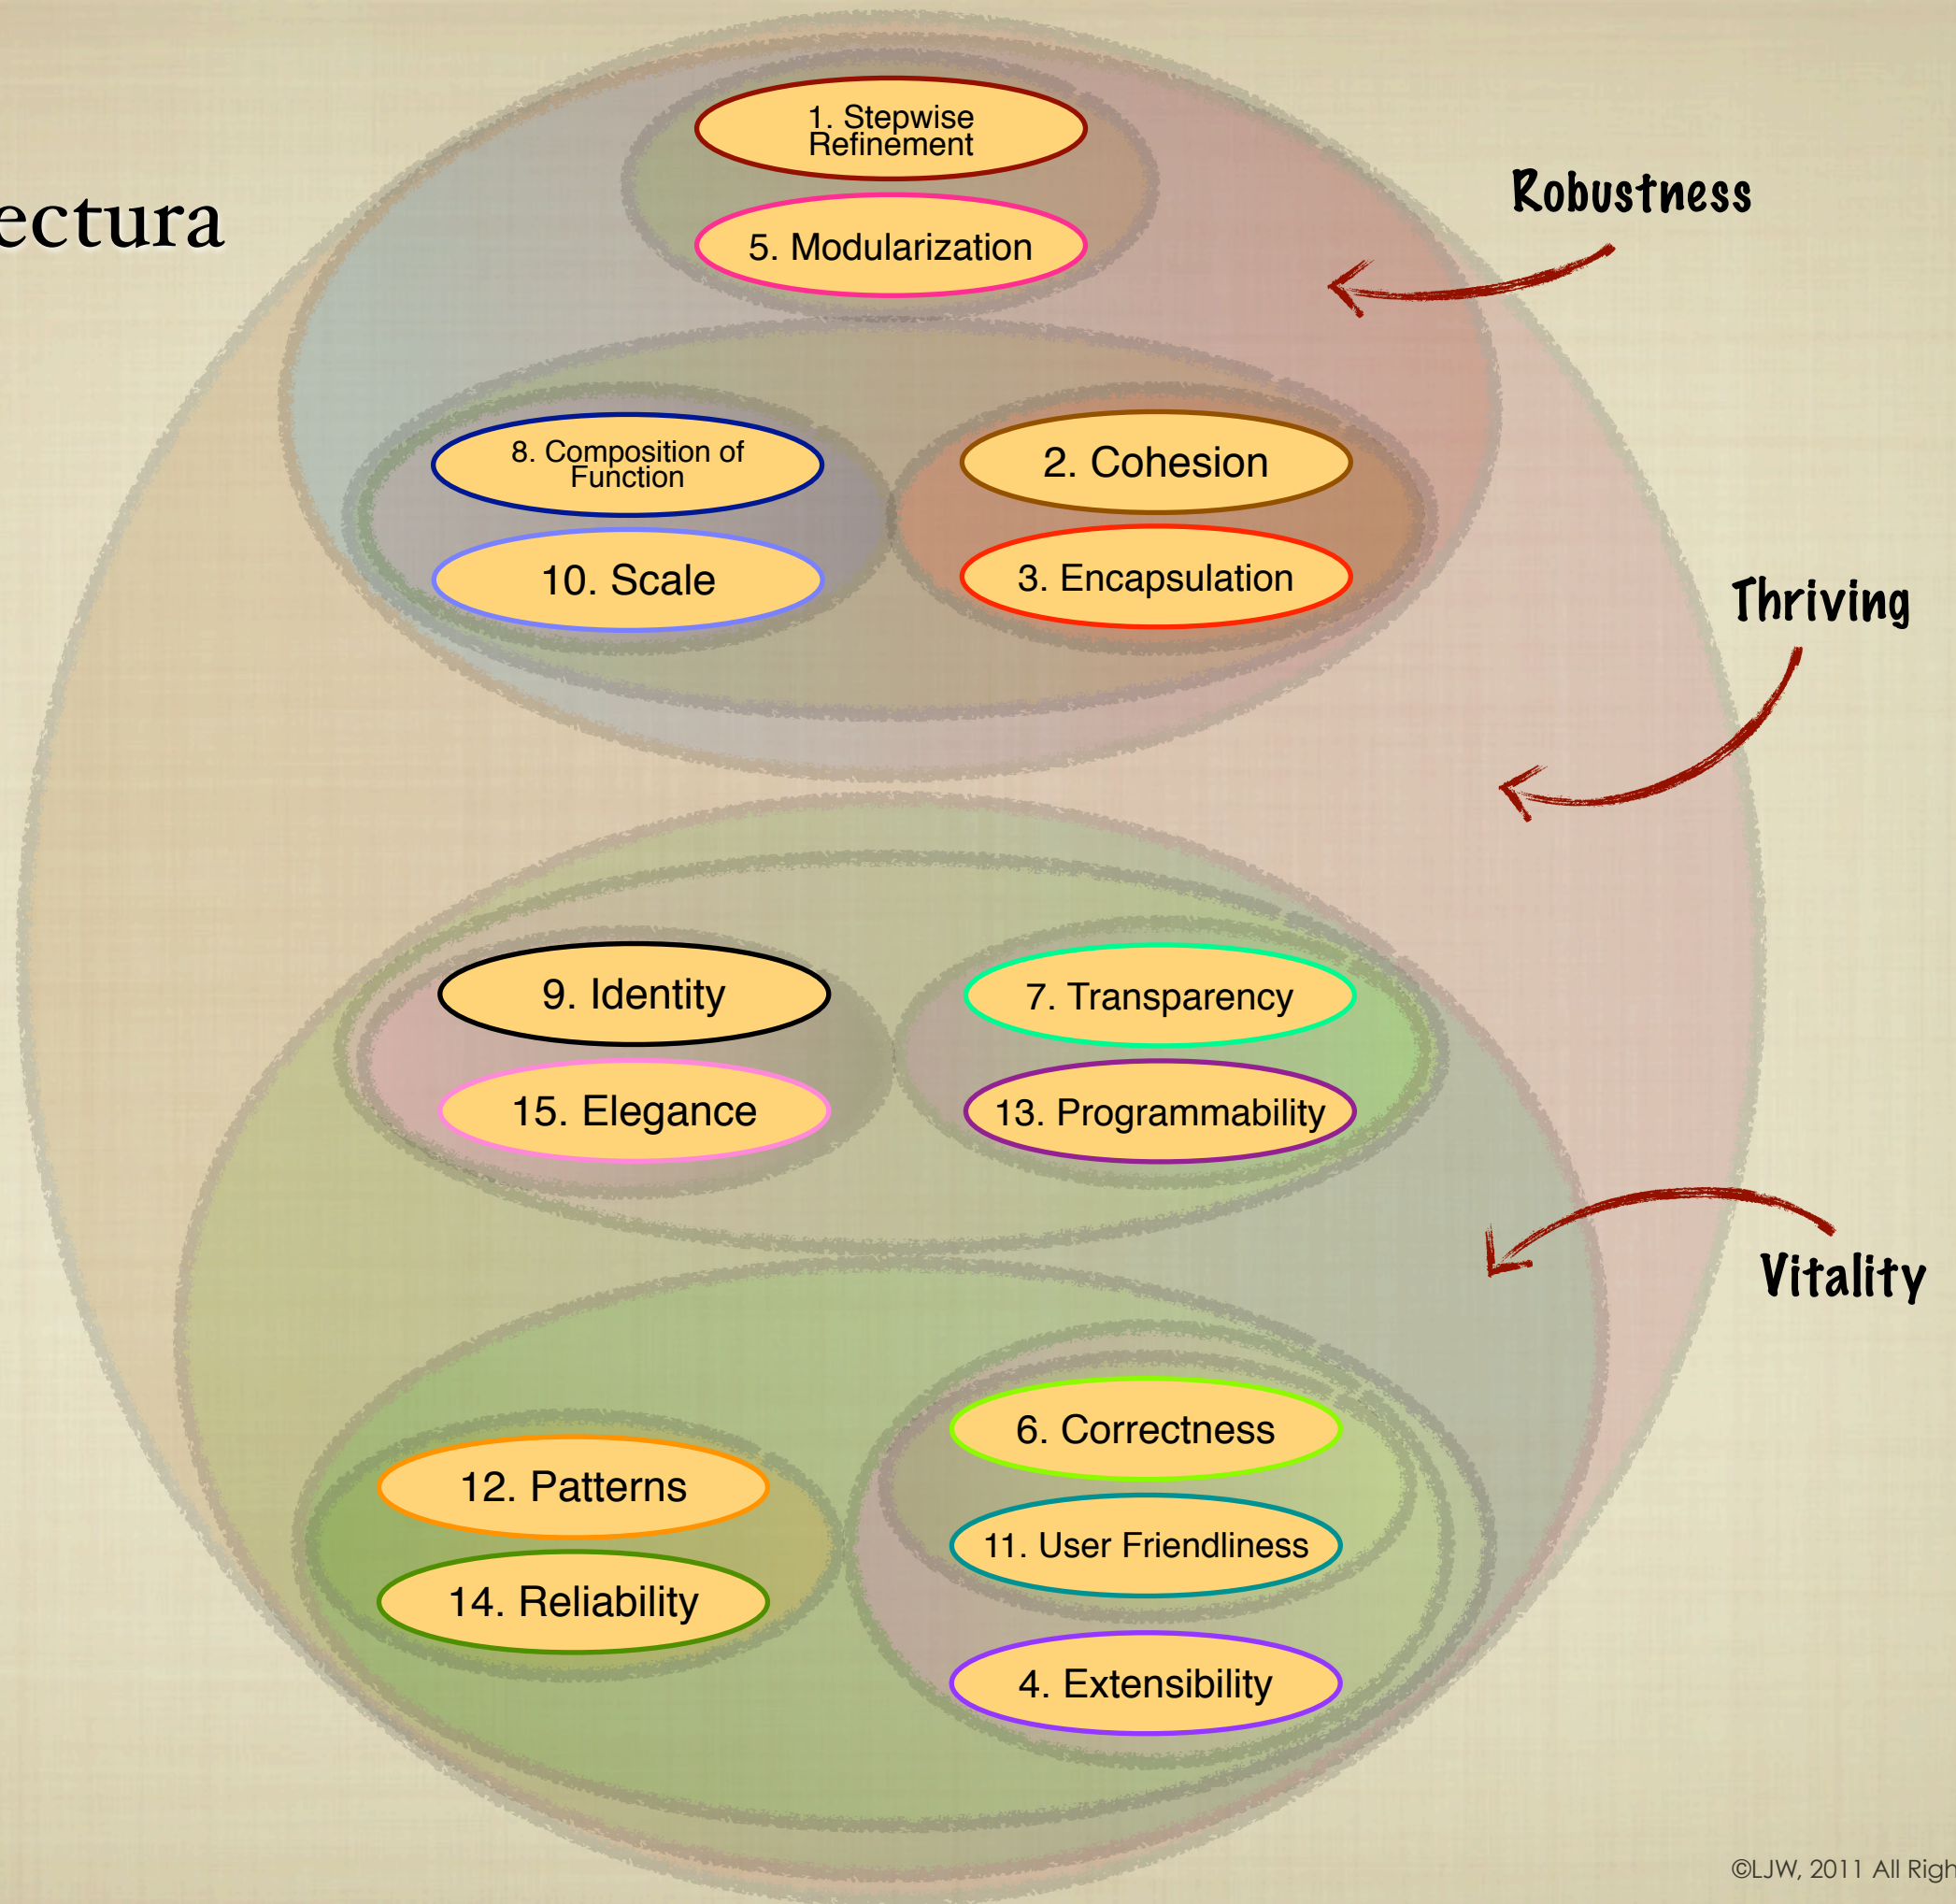 ectura
1. Stepwise
Refinement
5. Modularization
Robustness
8. Composition of
Function
10. Scale
2. Cohesion
3. Encapsulation
Thriving
9. Identity
15. Elegance
7. Transparency
13. Programmability
Vitality
12. Patterns
14. Reliability
6. Correctness
11. User Friendliness
4. Extensibility
©LJW, 2011 All Righ